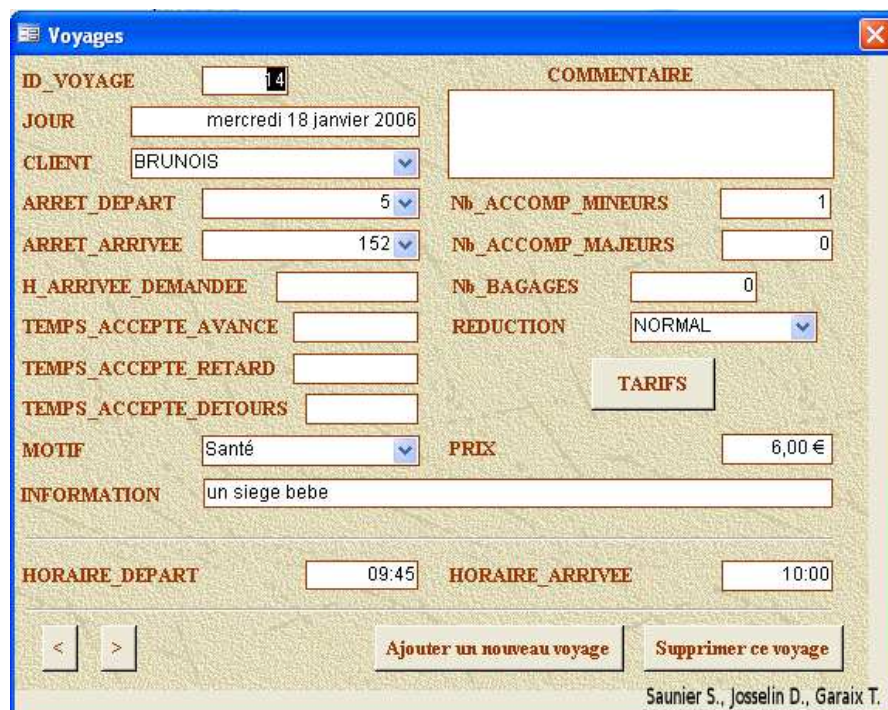 Voyages
ID_VOYAGE 14
COMMENTAIRE
JOUR mercredi 18 janvier 2006
CLIENT BRUNOIS
ARRET_DEPART 5
Nb_ACCOMP_MINEURS 1
ARRET_ARRIVEE 152
Nb_ACCOMP_MAJEURS 0
H_ARRIVEE_DEMANDEE
Nb_BAGAGES 0
TEMPS_ACCEPTE_AVANCE
REDUCTION NORMAL
TEMPS_ACCEPTE_RETARD
TARIFS
TEMPS_ACCEPTE_DETOURS
MOTIF Santé
PRIX 6,00 €
INFORMATION un siege bebe
HORAIRE_DEPART 09:45
HORAIRE_ARRIVEE 10:00
< >
Ajouter un nouveau voyage
Supprimer ce voyage
Saunier S., Josselin D., Garaix T.